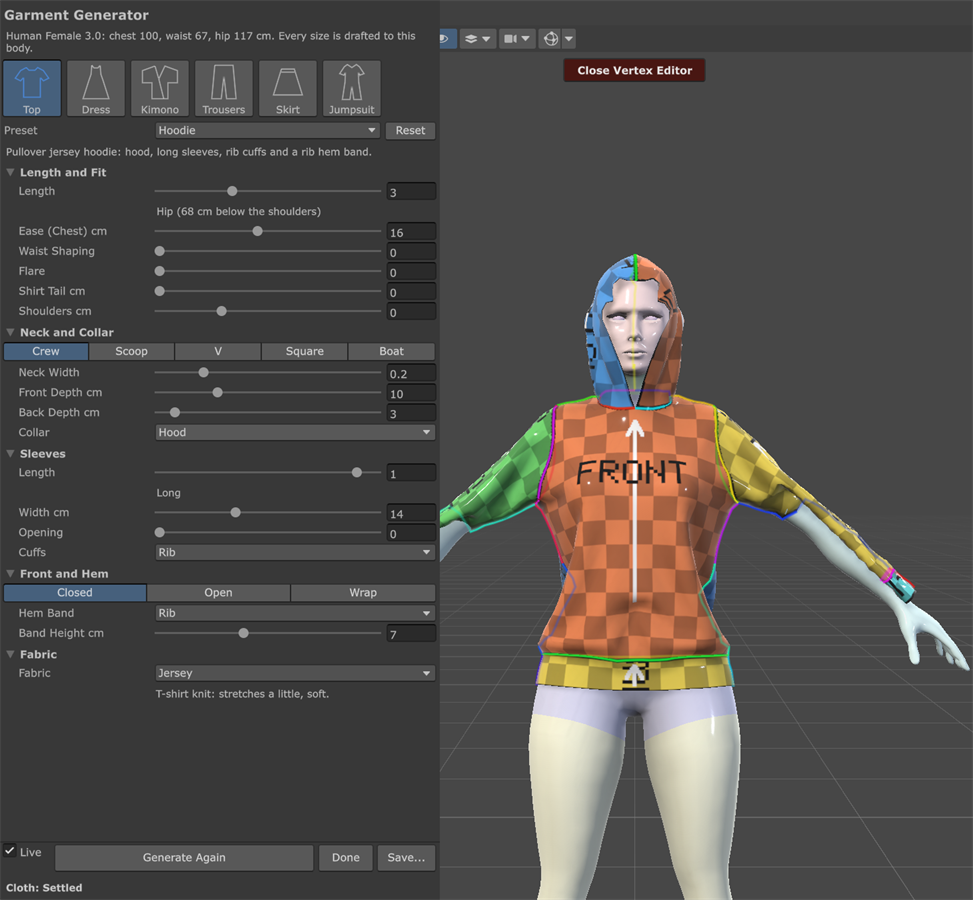 Garment Generator
Human Female 3.0: chest 100, waist 67, hip 117 cm. Every size is drafted to this
body.
Close Vertex Editor
Top
Dress
Kimono
Trousers
Skirt
Jumpsuit
Preset
Hoodie
Reset
Pullover jersey hoodie: hood, long sleeves, rib cuffs and a rib hem band.
Length and Fit
Length
3
Hip (68 cm below the shoulders)
Ease (Chest) cm
16
Waist Shaping
0
Flare
0
Shirt Tail cm
0
Shoulders cm
0
Neck and Collar
Crew
Scoop
V
Square
Boat
Neck Width
0.2
Front Depth cm
10
Back Depth cm
3
Collar
Hood
Sleeves
Length
1
Long
Width cm
14
Opening
0
Cuffs
Rib
Front and Hem
Closed
Open
Wrap
Hem Band
Rib
Band Height cm
7
Fabric
Fabric
Jersey
T-shirt knit: stretches a little, soft.
Live
Generate Again
Done
Save...
Cloth: Settled
FRONT